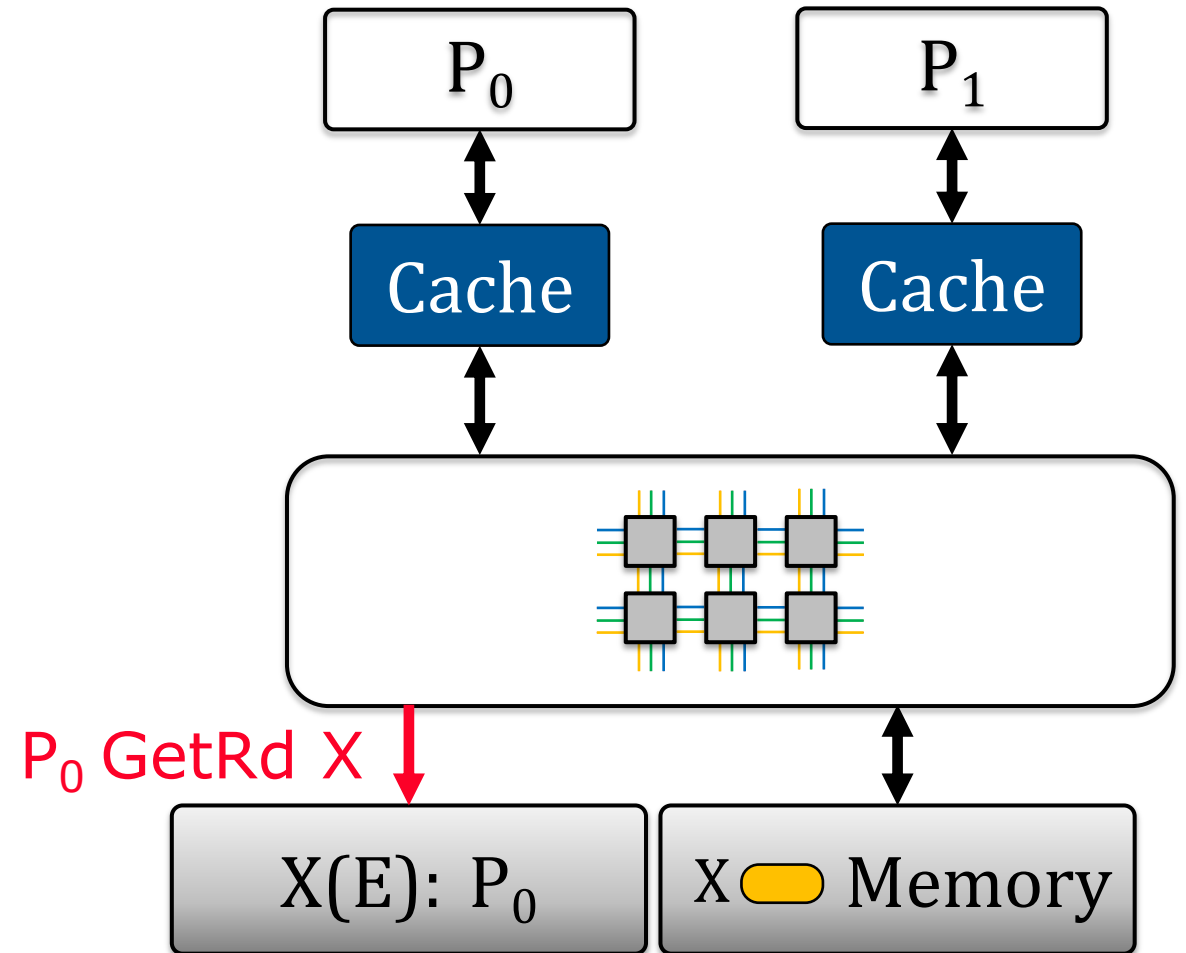 P₀
P₁
Cache
Cache
P₀ GetRd X
X(E): P₀
X Memory